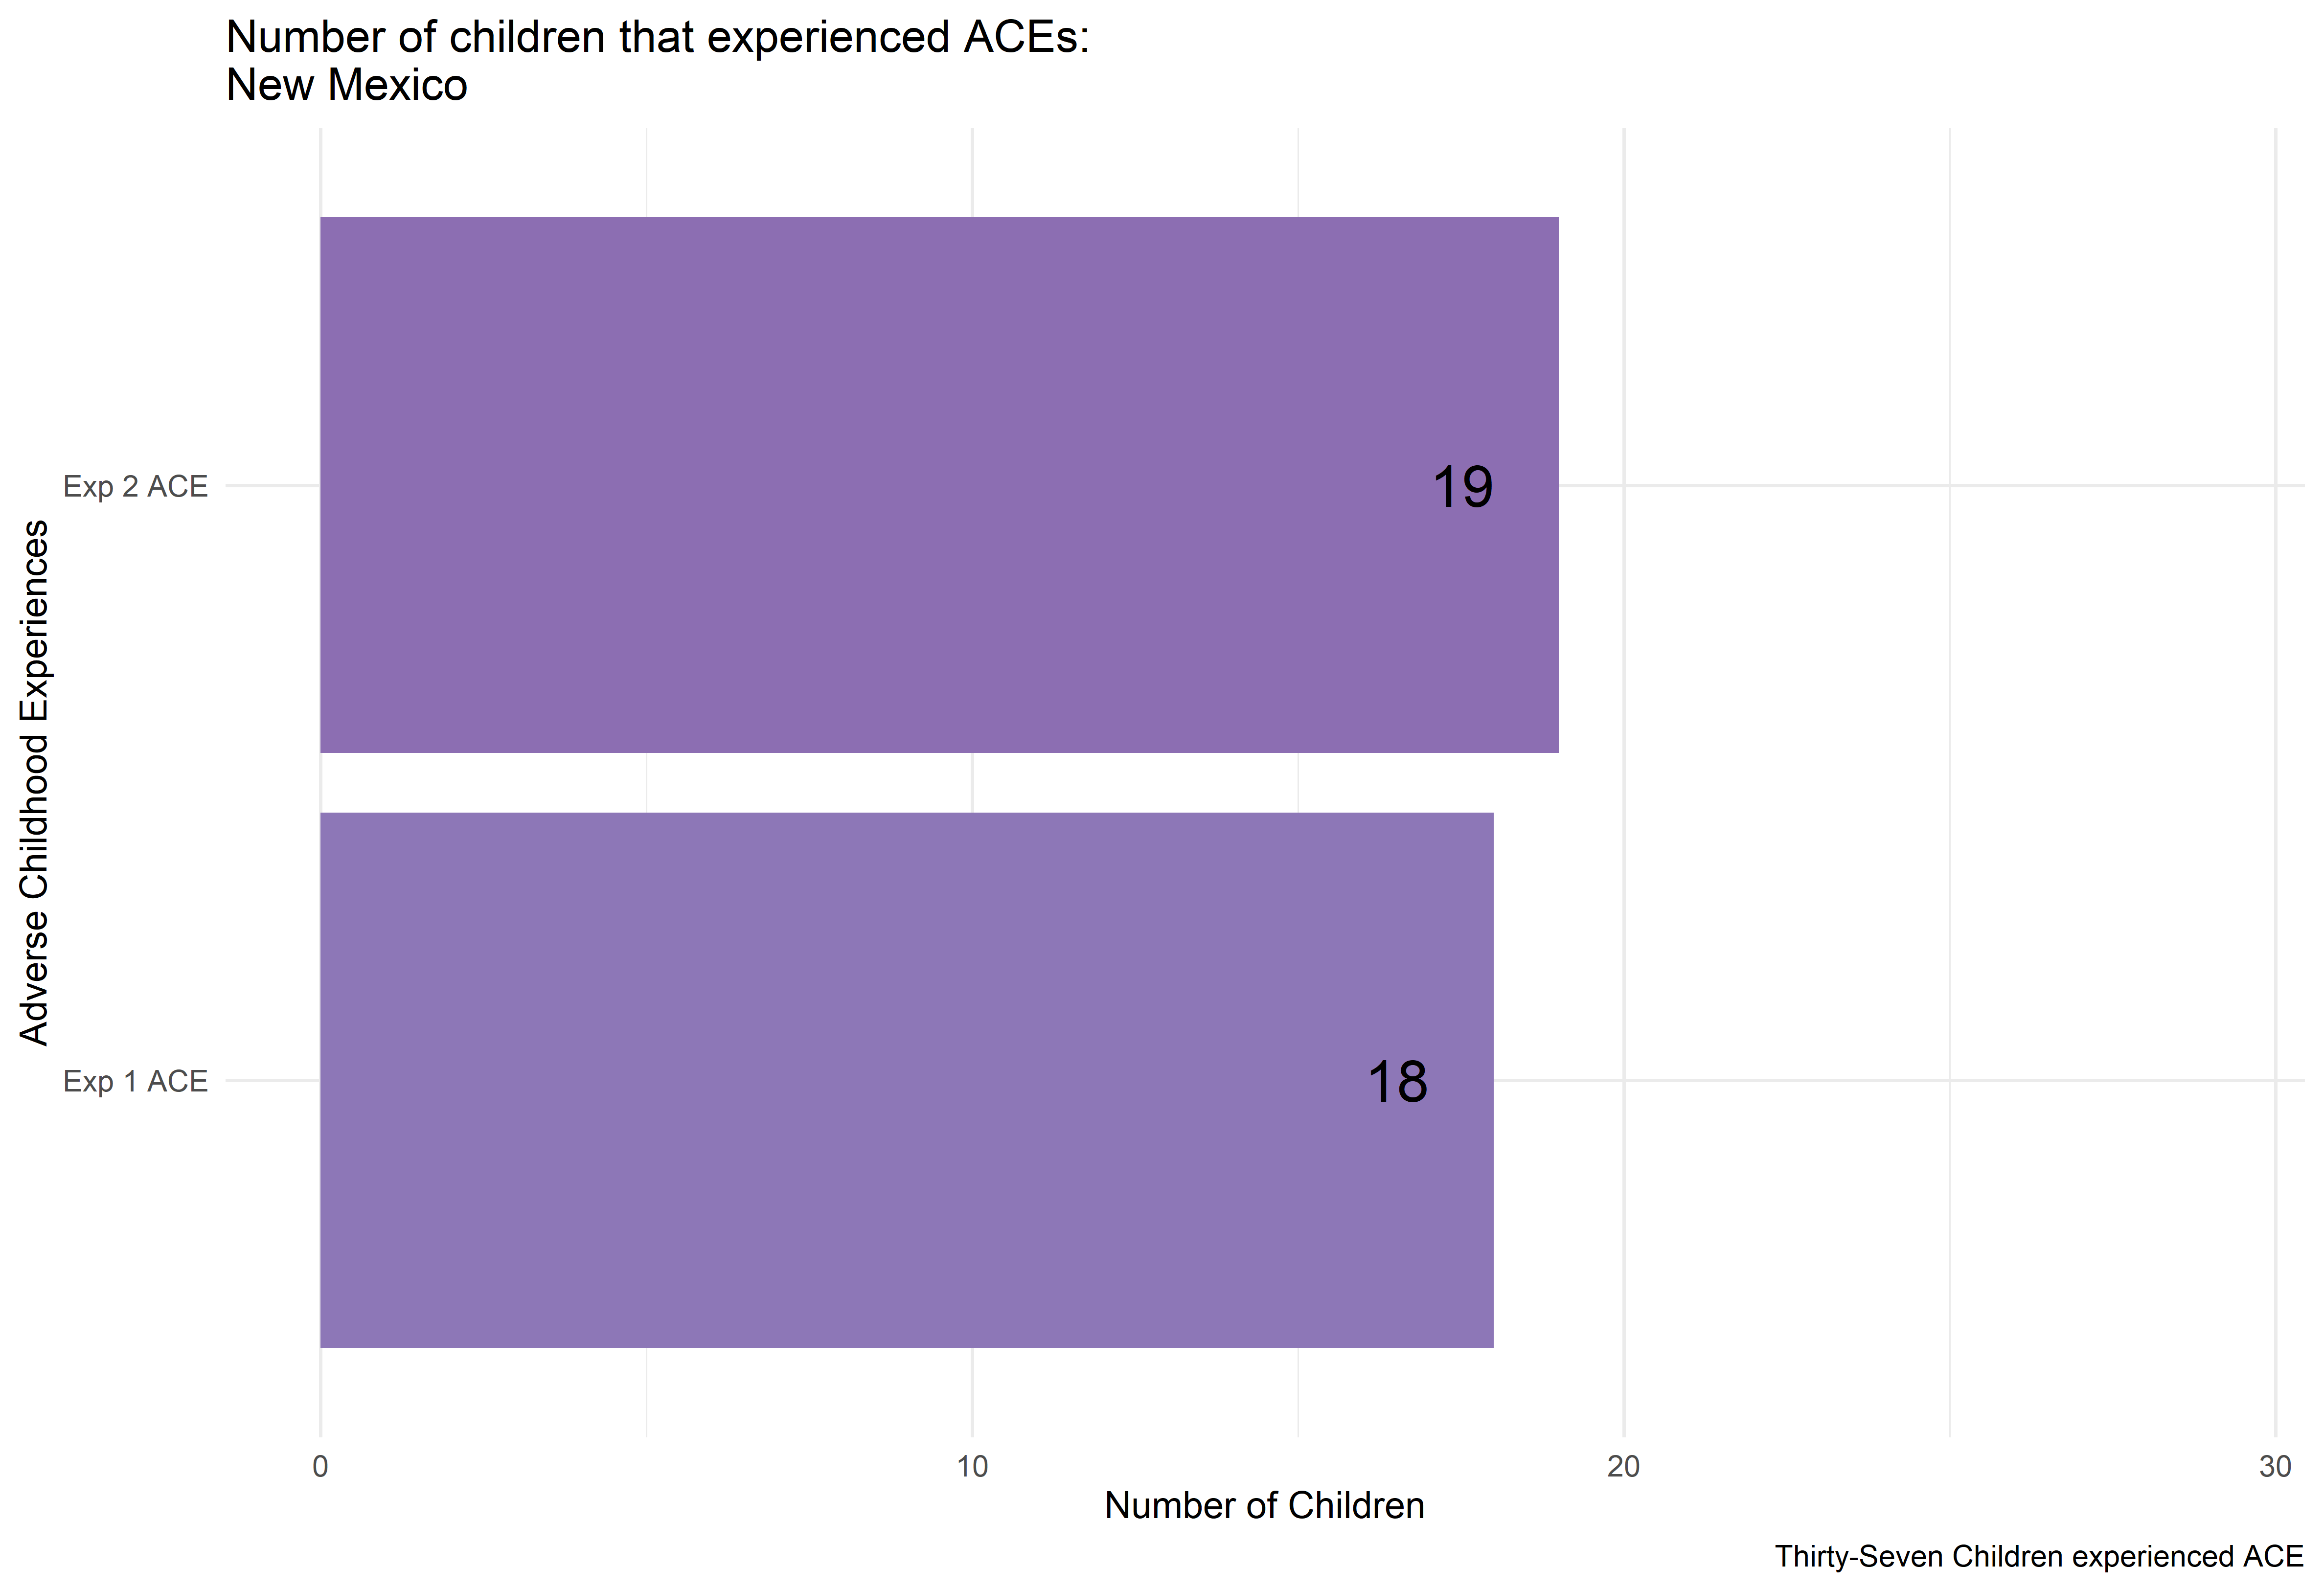 Number of children that experienced ACEs:
New Mexico
Adverse Childhood Experiences
Exp 2 ACE
19
Exp 1 ACE
18
0
10
20
30
Number of Children
Thirty-Seven Children experienced ACE